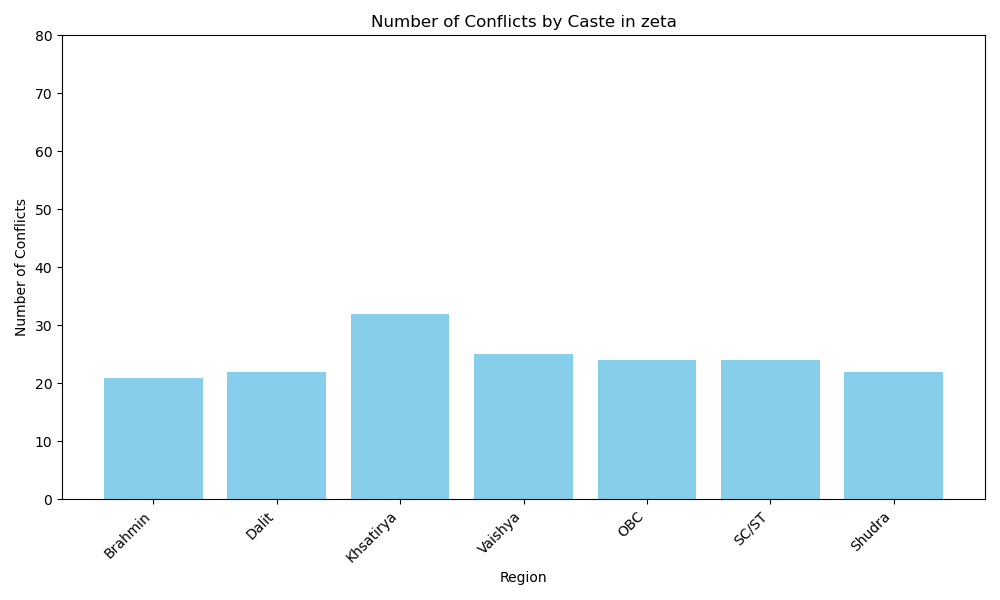 Number of Conflicts by Caste in zeta
Number of Conflicts
80
70
60
50
40
30
20
10
0
Brahmin
Dalit
Khsatirya
Vaishya
OBC
SC/ST
Shudra
Region